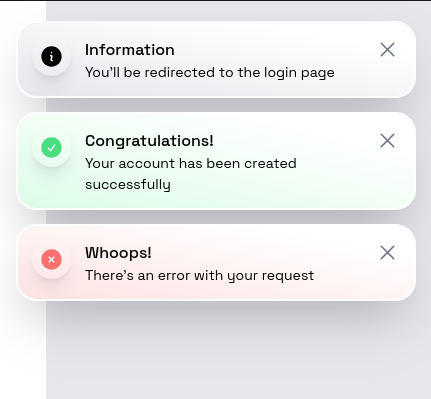 Information
You'll be redirected to the login page
Congratulations!
Your account has been created
successfully
Whoops!
There's an error with your request